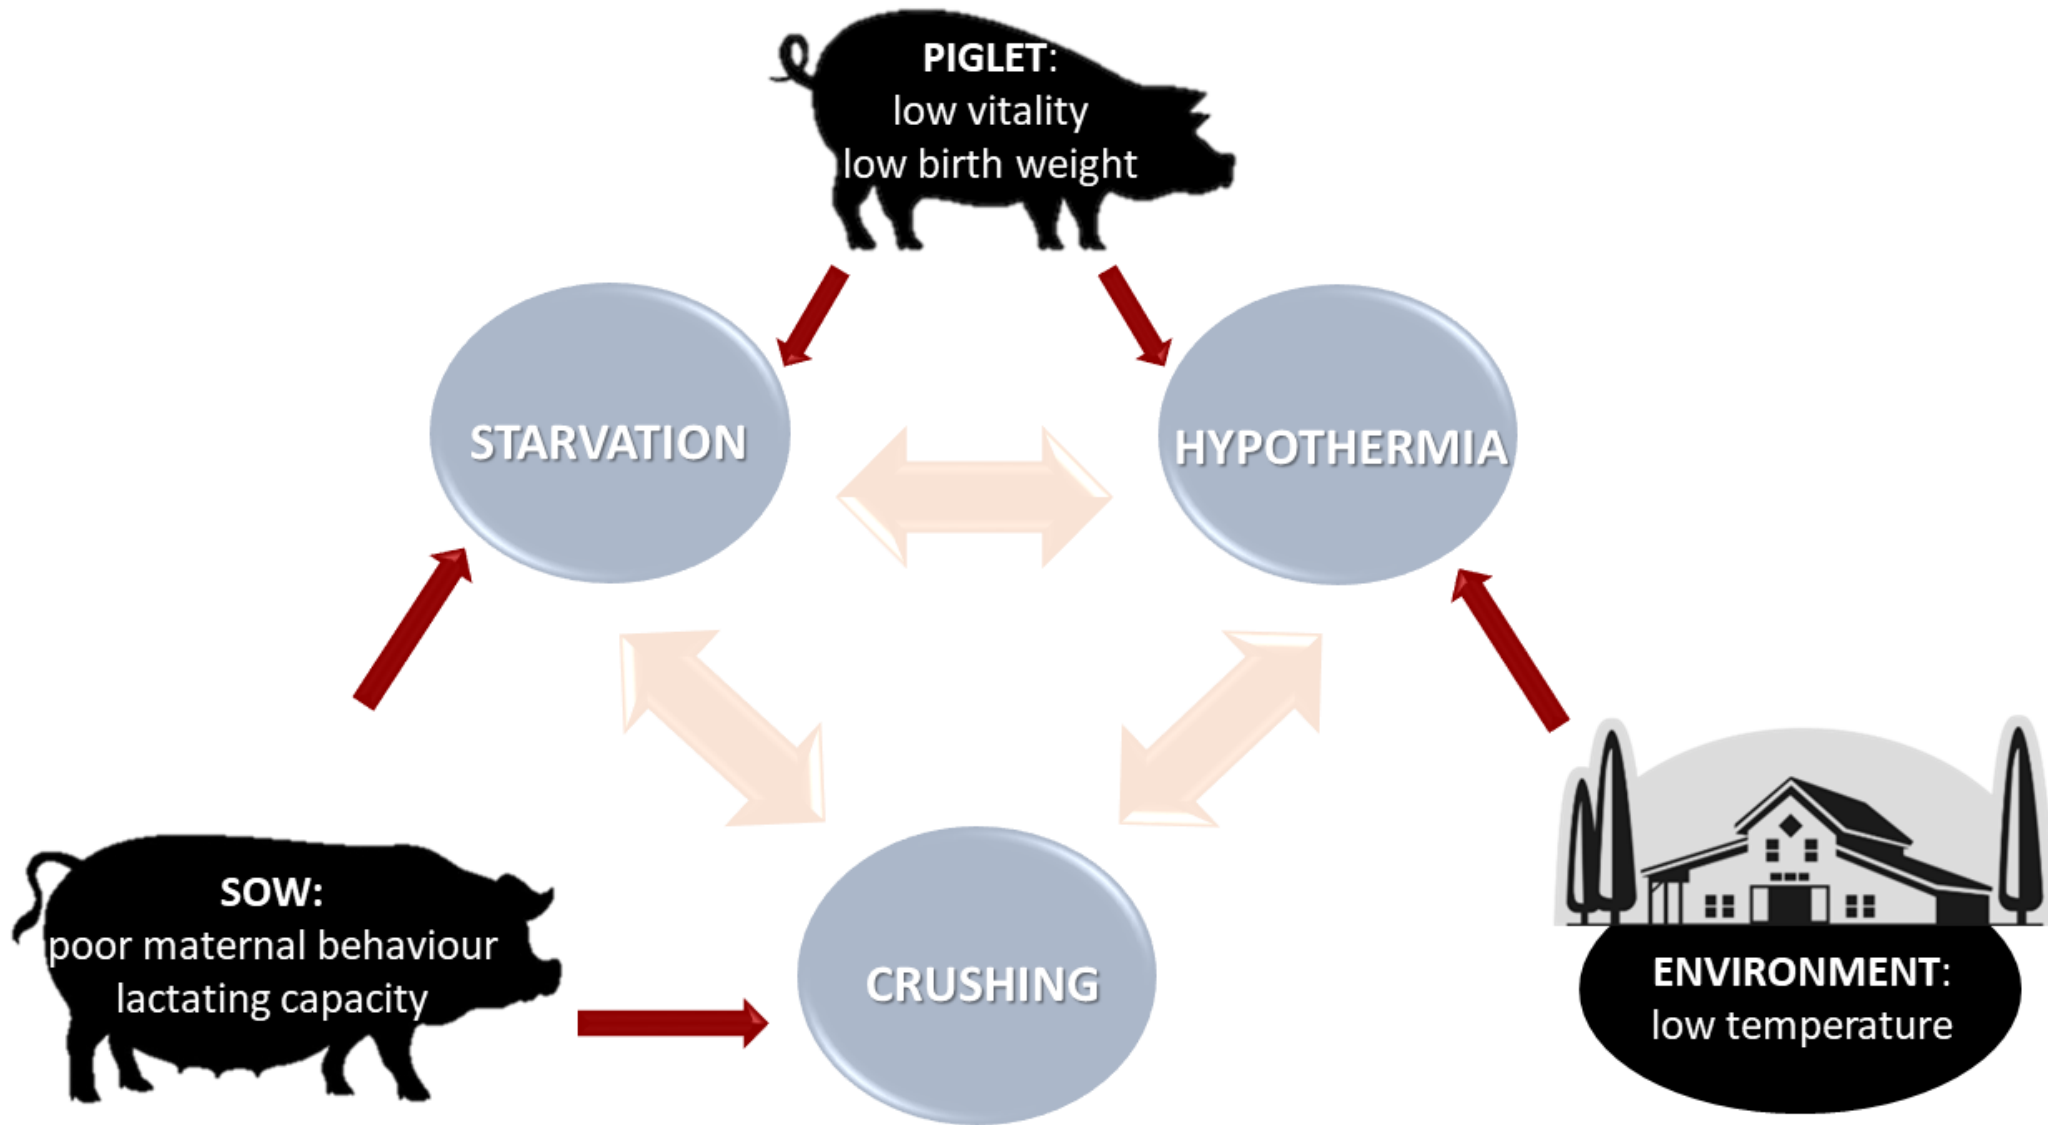 PIGLET:
low vitality
low birth weight
STARVATION
HYPOTHERMIA
SOW:
poor maternal behaviour
lactating capacity
CRUSHING
ENVIRONMENT:
low temperature